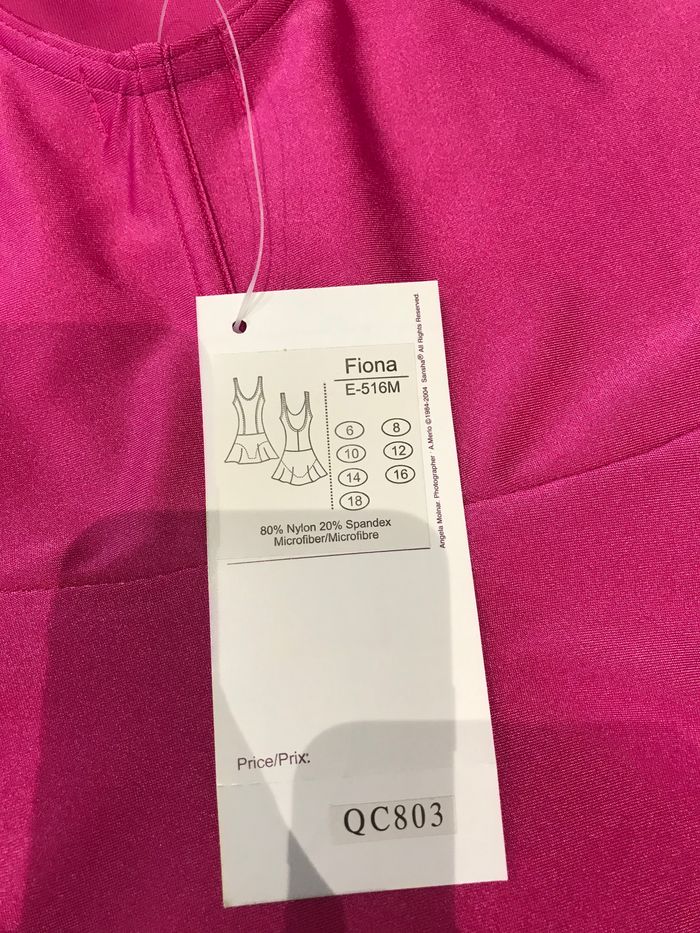 Fiona
E-516M
6 8
10 12
14 16
18
80% Nylon 20% Spandex
Microfiber/Microfibre
Angela Molnar. Photographer · A.Merlo ©1984-2004 Sansha® All Rights Reserved.
Price/Prix:
QC803